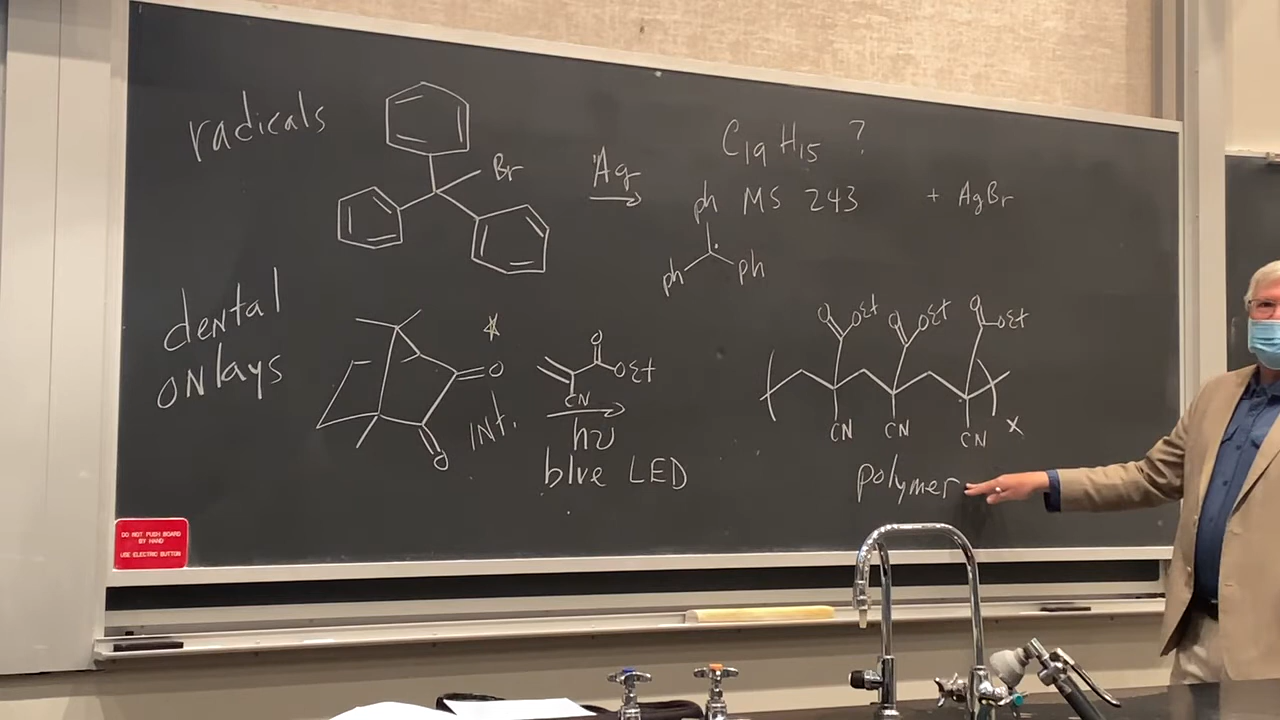 radicals
Br
Ag
C19H15 ?
ph MS 243 + AgBr
ph ph
dental
onlays
O
O
INt.
O
OEt
CN
hν
blue LED
O OEt O OEt O OEt
CN CN CN x
polymer
DO NOT PUSH BOARD
BY HAND
USE ELECTRIC BUTTON